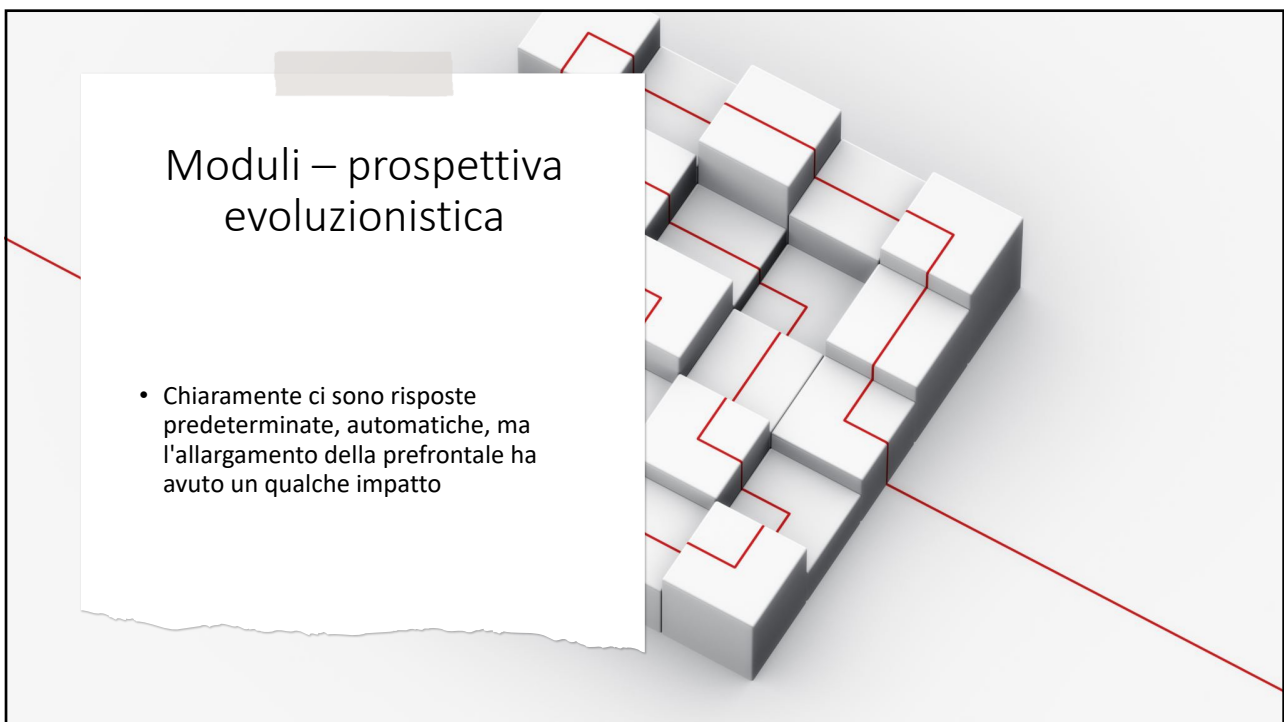 Moduli – prospettiva
evoluzionistica
• Chiaramente ci sono risposte
predeterminate, automatiche, ma
l'allargamento della prefrontale ha
avuto un qualche impatto